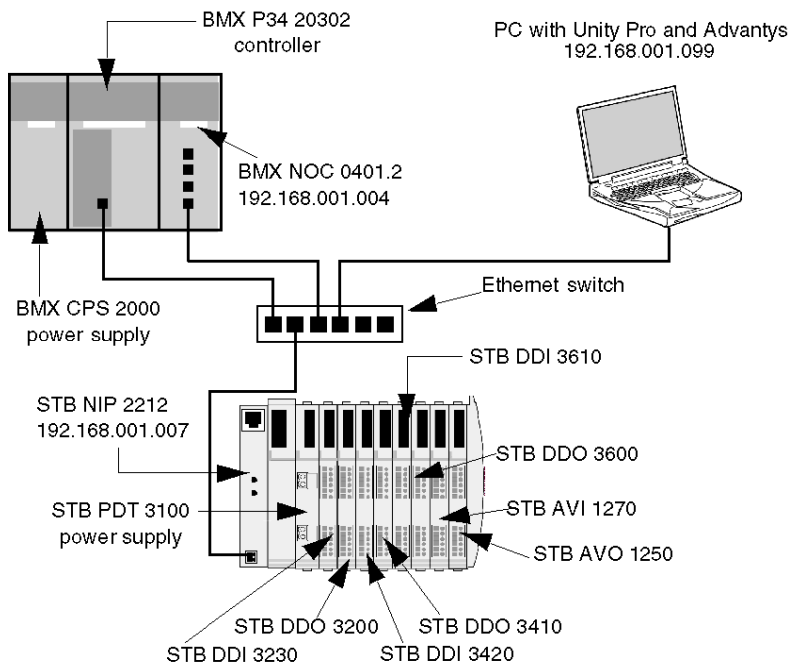 BMX P34 20302
controller
PC with Unity Pro and Advantys
192.168.001.099
BMX NOC 0401.2
192.168.001.004
BMX CPS 2000
power supply
Ethernet switch
STB DDI 3610
STB NIP 2212
192.168.001.007
STB DDO 3600
STB PDT 3100
power supply
STB AVI 1270
STB AVO 1250
STB DDO 3200
STB DDO 3410
STB DDI 3230
STB DDI 3420